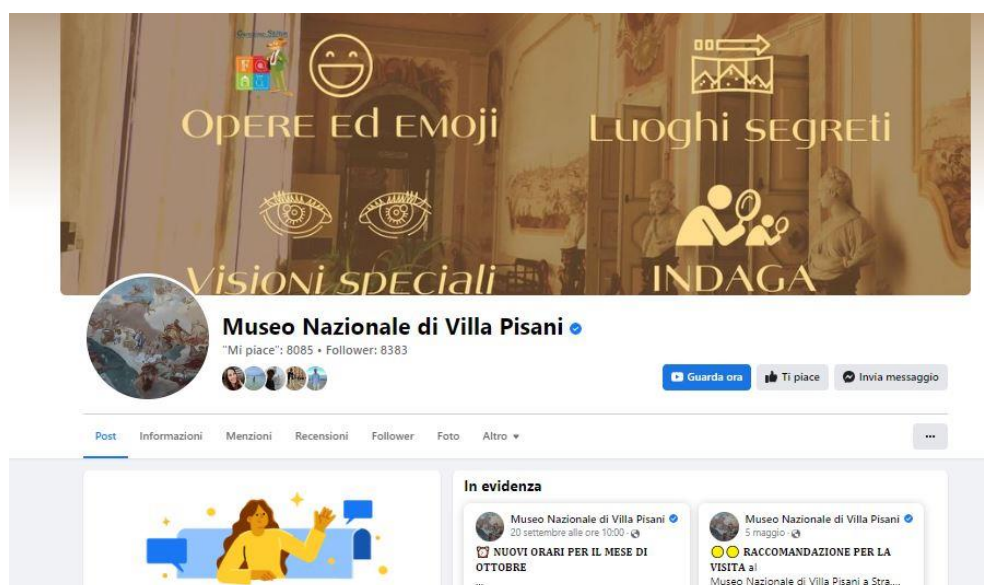 OPERE Ed EMOji
LUOghi SEgREti
VisiONi SpEciali
INDAGA
Museo Nazionale di Villa Pisani
"Mi piace": 8085 • Follower: 8383
Guarda ora
Ti piace
Invia messaggio
Post Informazioni Menzioni Recensioni Follower Foto Altro
...
In evidenza
Museo Nazionale di Villa Pisani
20 settembre alle ore 10:00 ·
NUOVI ORARI PER IL MESE DI
OTTOBRE
...
Museo Nazionale di Villa Pisani
5 maggio ·
RACCOMANDAZIONE PER LA
VISITA al
Museo Nazionale di Villa Pisani a Stra,...